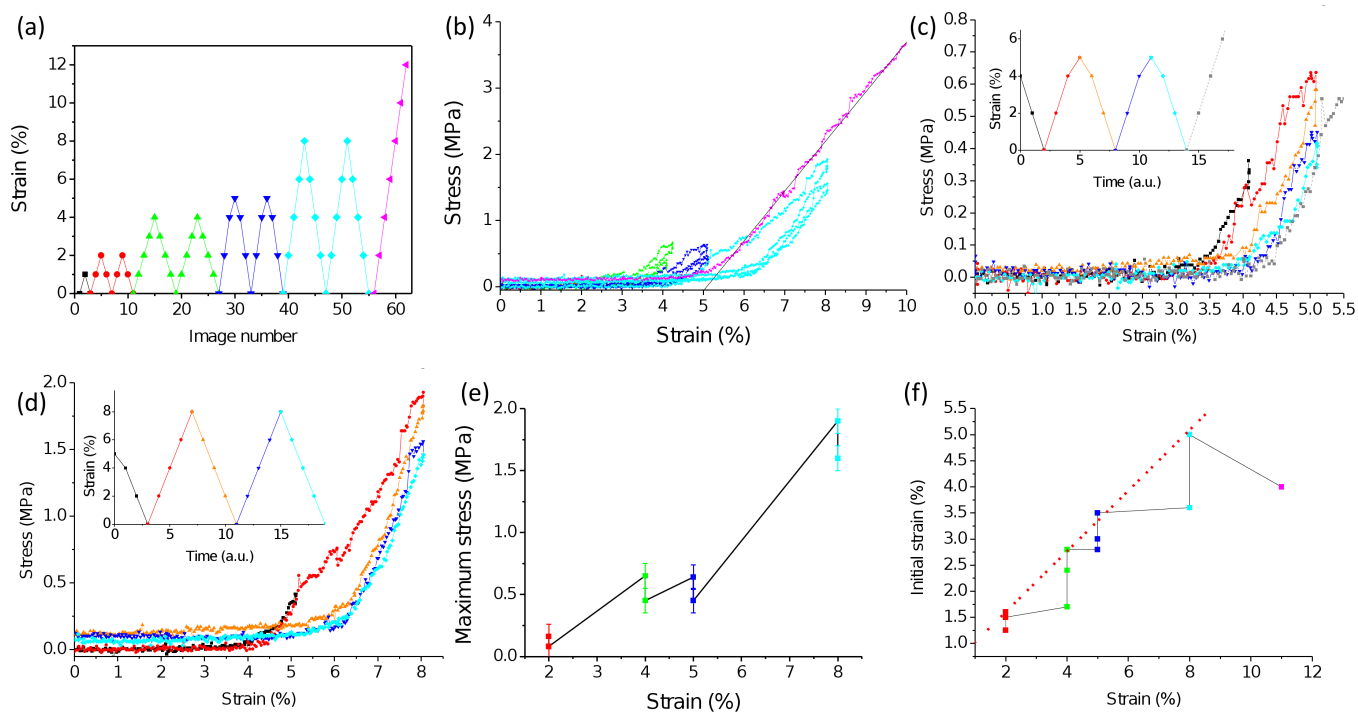 (a)
12
10
8
6
4
2
0
Strain (%)
0 10 20 30 40 50 60
Image number
(b)
4
3
2
1
0
Stress (MPa)
0 1 2 3 4 5 6 7 8 9 10
Strain (%)
(c)
0.8
0.7
0.6
0.5
0.4
0.3
0.2
0.1
0.0
Stress (MPa)
6
4
2
0
Strain (%)
0 5 10 15
Time (a.u.)
0.0 0.5 1.0 1.5 2.0 2.5 3.0 3.5 4.0 4.5 5.0 5.5
Strain (%)
(d)
2.0
1.5
1.0
0.5
0.0
Stress (MPa)
8
6
4
2
0
Strain (%)
0 5 10 15
Time (a.u.)
0 1 2 3 4 5 6 7 8
Strain (%)
(e)
2.0
1.5
1.0
0.5
0.0
Maximum stress (MPa)
2 3 4 5 6 7 8
Strain (%)
(f)
5.5
5.0
4.5
4.0
3.5
3.0
2.5
2.0
1.5
1.0
Initial strain (%)
2 4 6 8 10 12
Strain (%)